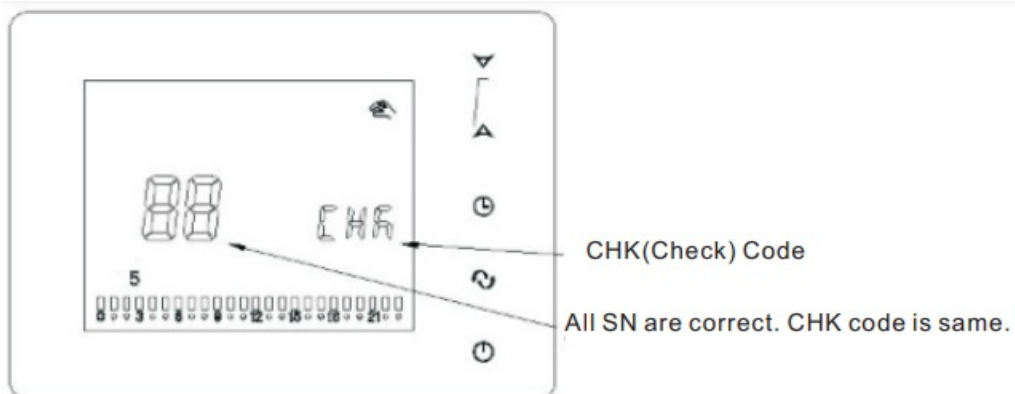 88 CHK
CHK(Check) Code
5
0 3 6 9 12 15 18 21
All SN are correct. CHK code is same.